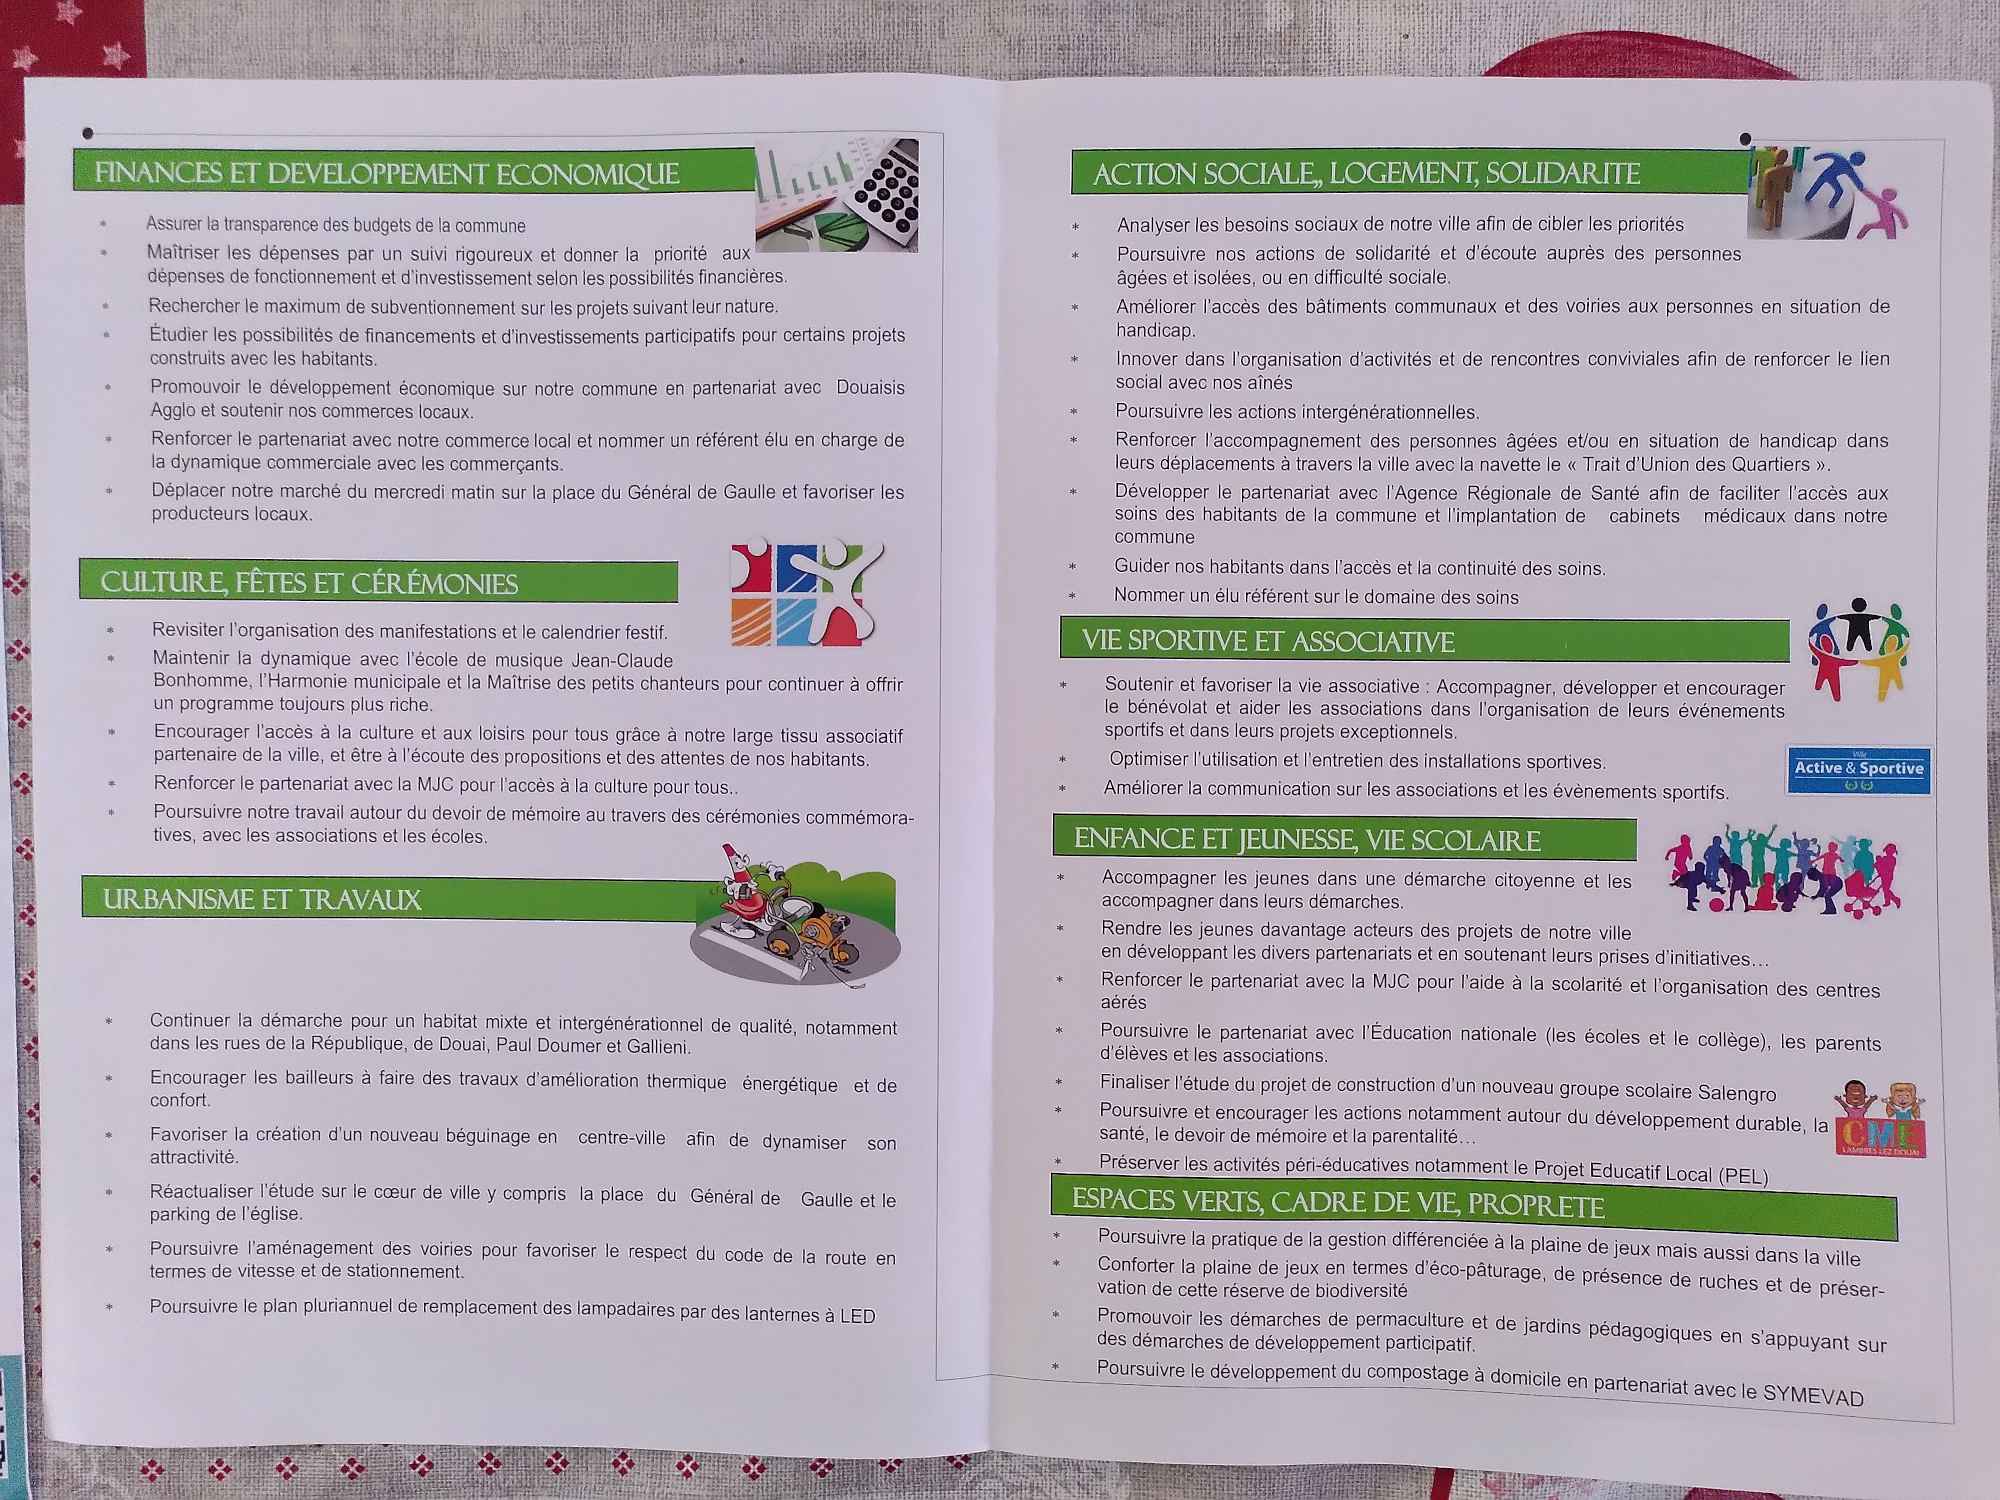 FINANCES ET DEVELOPPEMENT ECONOMIQUE
* Assurer la transparence des budgets de la commune
* Maîtriser les dépenses par un suivi rigoureux et donner la priorité aux
dépenses de fonctionnement et d'investissement selon les possibilités financières.
* Rechercher le maximum de subventionnement sur les projets suivant leur nature.
* Étudier les possibilités de financements et d'investissements participatifs pour certains projets
construits avec les habitants.
* Promouvoir le développement économique sur notre commune en partenariat avec Douaisis
Agglo et soutenir nos commerces locaux.
* Renforcer le partenariat avec notre commerce local et nommer un référent élu en charge de
la dynamique commerciale avec les commerçants.
* Déplacer notre marché du mercredi matin sur la place du Général de Gaulle et favoriser les
producteurs locaux.
CULTURE, FÊTES ET CÉRÉMONIES
* Revisiter l'organisation des manifestations et le calendrier festif.
* Maintenir la dynamique avec l'école de musique Jean-Claude
Bonhomme, l'Harmonie municipale et la Maîtrise des petits chanteurs pour continuer à offrir
un programme toujours plus riche.
* Encourager l'accès à la culture et aux loisirs pour tous grâce à notre large tissu associatif
partenaire de la ville, et être à l'écoute des propositions et des attentes de nos habitants.
* Renforcer le partenariat avec la MJC pour l'accès à la culture pour tous..
* Poursuivre notre travail autour du devoir de mémoire au travers des cérémonies commémora-
tives, avec les associations et les écoles.
URBANISME ET TRAVAUX
* Continuer la démarche pour un habitat mixte et intergénérationnel de qualité, notamment
dans les rues de la République, de Douai, Paul Doumer et Gallieni.
* Encourager les bailleurs à faire des travaux d'amélioration thermique énergétique et de
confort.
* Favoriser la création d'un nouveau béguinage en centre-ville afin de dynamiser son
attractivité.
* Réactualiser l'étude sur le cœur de ville y compris la place du Général de Gaulle et le
parking de l'église.
* Poursuivre l'aménagement des voiries pour favoriser le respect du code de la route en
termes de vitesse et de stationnement.
* Poursuivre le plan pluriannuel de remplacement des lampadaires par des lanternes à LED
ACTION SOCIALE,, LOGEMENT, SOLIDARITE
* Analyser les besoins sociaux de notre ville afin de cibler les priorités
* Poursuivre nos actions de solidarité et d'écoute auprès des personnes
âgées et isolées, ou en difficulté sociale.
* Améliorer l'accès des bâtiments communaux et des voiries aux personnes en situation de
handicap.
* Innover dans l'organisation d'activités et de rencontres conviviales afin de renforcer le lien
social avec nos aînés
* Poursuivre les actions intergénérationnelles.
* Renforcer l'accompagnement des personnes âgées et/ou en situation de handicap dans
leurs déplacements à travers la ville avec la navette le « Trait d'Union des Quartiers ».
* Développer le partenariat avec l'Agence Régionale de Santé afin de faciliter l'accès aux
soins des habitants de la commune et l'implantation de cabinets médicaux dans notre
commune
* Guider nos habitants dans l'accès et la continuité des soins.
* Nommer un élu référent sur le domaine des soins
VIE SPORTIVE ET ASSOCIATIVE
* Soutenir et favoriser la vie associative : Accompagner, développer et encourager
le bénévolat et aider les associations dans l'organisation de leurs événements
sportifs et dans leurs projets exceptionnels.
* Optimiser l'utilisation et l'entretien des installations sportives.
* Améliorer la communication sur les associations et les évènements sportifs.
Ville
Active & Sportive
ENFANCE ET JEUNESSE, VIE SCOLAIRE
* Accompagner les jeunes dans une démarche citoyenne et les
accompagner dans leurs démarches.
* Rendre les jeunes davantage acteurs des projets de notre ville
en développant les divers partenariats et en soutenant leurs prises d'initiatives…
* Renforcer le partenariat avec la MJC pour l'aide à la scolarité et l'organisation des centres
aérés
* Poursuivre le partenariat avec l'Éducation nationale (les écoles et le collège), les parents
d'élèves et les associations.
* Finaliser l'étude du projet de construction d'un nouveau groupe scolaire Salengro
* Poursuivre et encourager les actions notamment autour du développement durable, la
santé, le devoir de mémoire et la parentalité…
* Préserver les activités péri-éducatives notamment le Projet Educatif Local (PEL)
CME
LAMBRES LEZ DOUAI
ESPACES VERTS, CADRE DE VIE, PROPRETE
* Poursuivre la pratique de la gestion différenciée à la plaine de jeux mais aussi dans la ville
* Conforter la plaine de jeux en termes d'éco-pâturage, de présence de ruches et de préser-
vation de cette réserve de biodiversité
* Promouvoir les démarches de permaculture et de jardins pédagogiques en s'appuyant sur
des démarches de développement participatif.
* Poursuivre le développement du compostage à domicile en partenariat avec le SYMEVAD